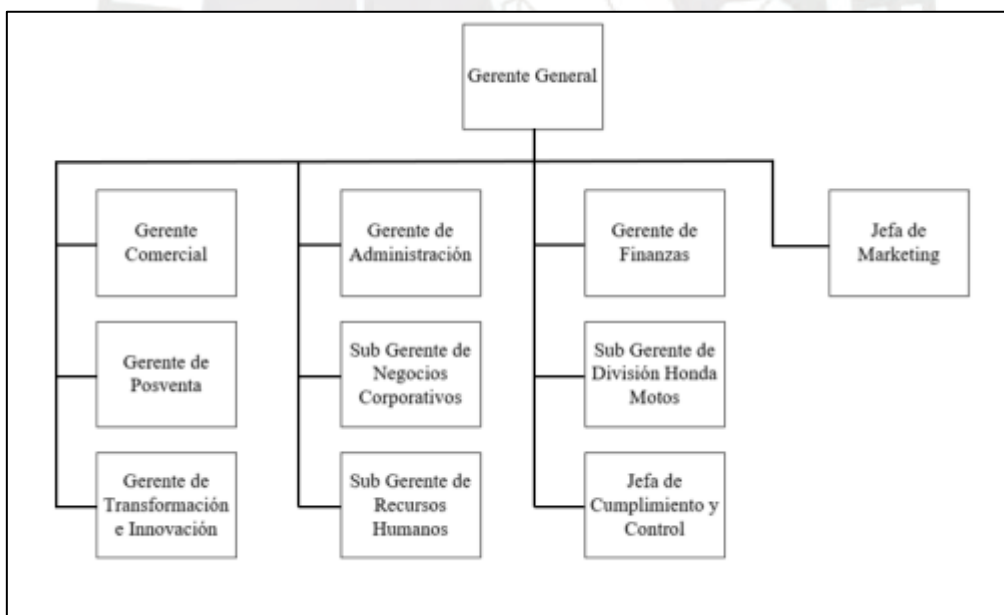 Gerente General
Gerente
Comercial
Gerente de
Administración
Gerente de
Finanzas
Jefa de
Marketing
Gerente de
Posventa
Sub Gerente de
Negocios
Corporativos
Sub Gerente de
División Honda
Motos
Gerente de
Transformación
e Innovación
Sub Gerente de
Recursos
Humanos
Jefa de
Cumplimiento y
Control